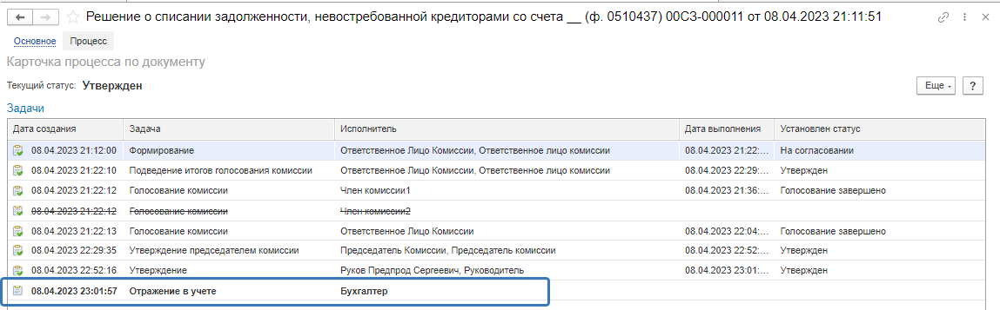 Решение о списании задолженности, невостребованной кредиторами со счета __ (ф. 0510437) 00СЗ-000011 от 08.04.2023 21:11:51
Основное Процесс
Карточка процесса по документу
Текущий статус: Утвержден Еще ?
Задачи
Дата создания Задача Исполнитель Дата выполнения Установлен статус
08.04.2023 21:12:00 Формирование Ответственное Лицо Комиссии, Ответственное лицо комиссии 08.04.2023 21:22:... На согласовании
08.04.2023 21:22:10 Подведение итогов голосования комиссии Ответственное Лицо Комиссии, Ответственное лицо комиссии 08.04.2023 22:29:... Утвержден
08.04.2023 21:22:12 Голосование комиссии Член комиссии1 08.04.2023 21:36:... Голосование завершено
08.04.2023 21:22:12 Голосование комиссии Член комиссии2
08.04.2023 21:22:13 Голосование комиссии Ответственное Лицо Комиссии 08.04.2023 22:04:... Голосование завершено
08.04.2023 22:29:35 Утверждение председателем комиссии Председатель Комиссии, Председатель комиссии 08.04.2023 22:52:... Утвержден
08.04.2023 22:52:16 Утверждение Руков Предпрод Сергеевич, Руководитель 08.04.2023 23:01:... Утвержден
08.04.2023 23:01:57 Отражение в учете Бухгалтер